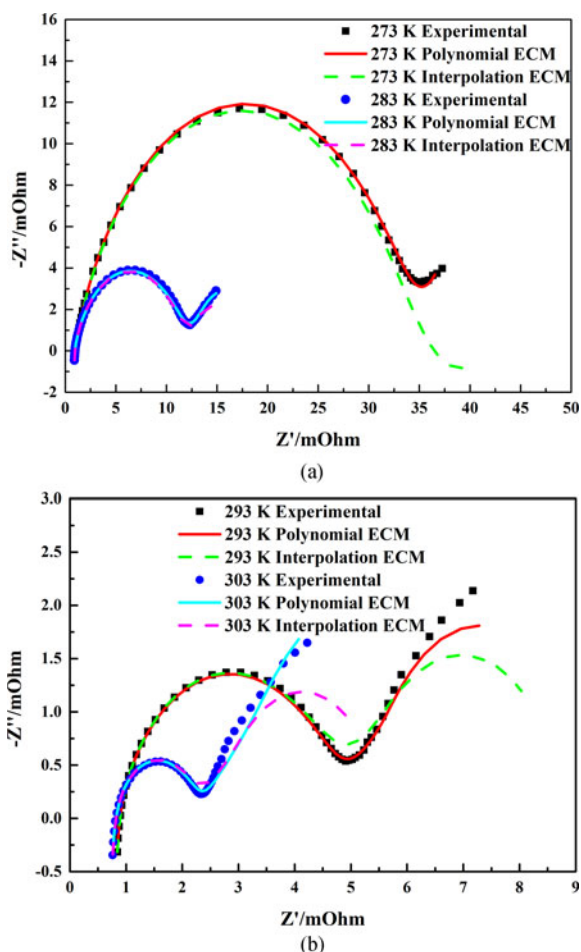 16
14
12
10
8
6
4
2
0
-2
-Z''/mOhm
273 K Experimental
273 K Polynomial ECM
273 K Interpolation ECM
283 K Experimental
283 K Polynomial ECM
283 K Interpolation ECM
0 5 10 15 20 25 30 35 40 45 50
Z'/mOhm
(a)
3.0
2.5
2.0
1.5
1.0
0.5
0.0
-0.5
-Z''/mOhm
293 K Experimental
293 K Polynomial ECM
293 K Interpolation ECM
303 K Experimental
303 K Polynomial ECM
303 K Interpolation ECM
0 1 2 3 4 5 6 7 8 9
Z'/mOhm
(b)